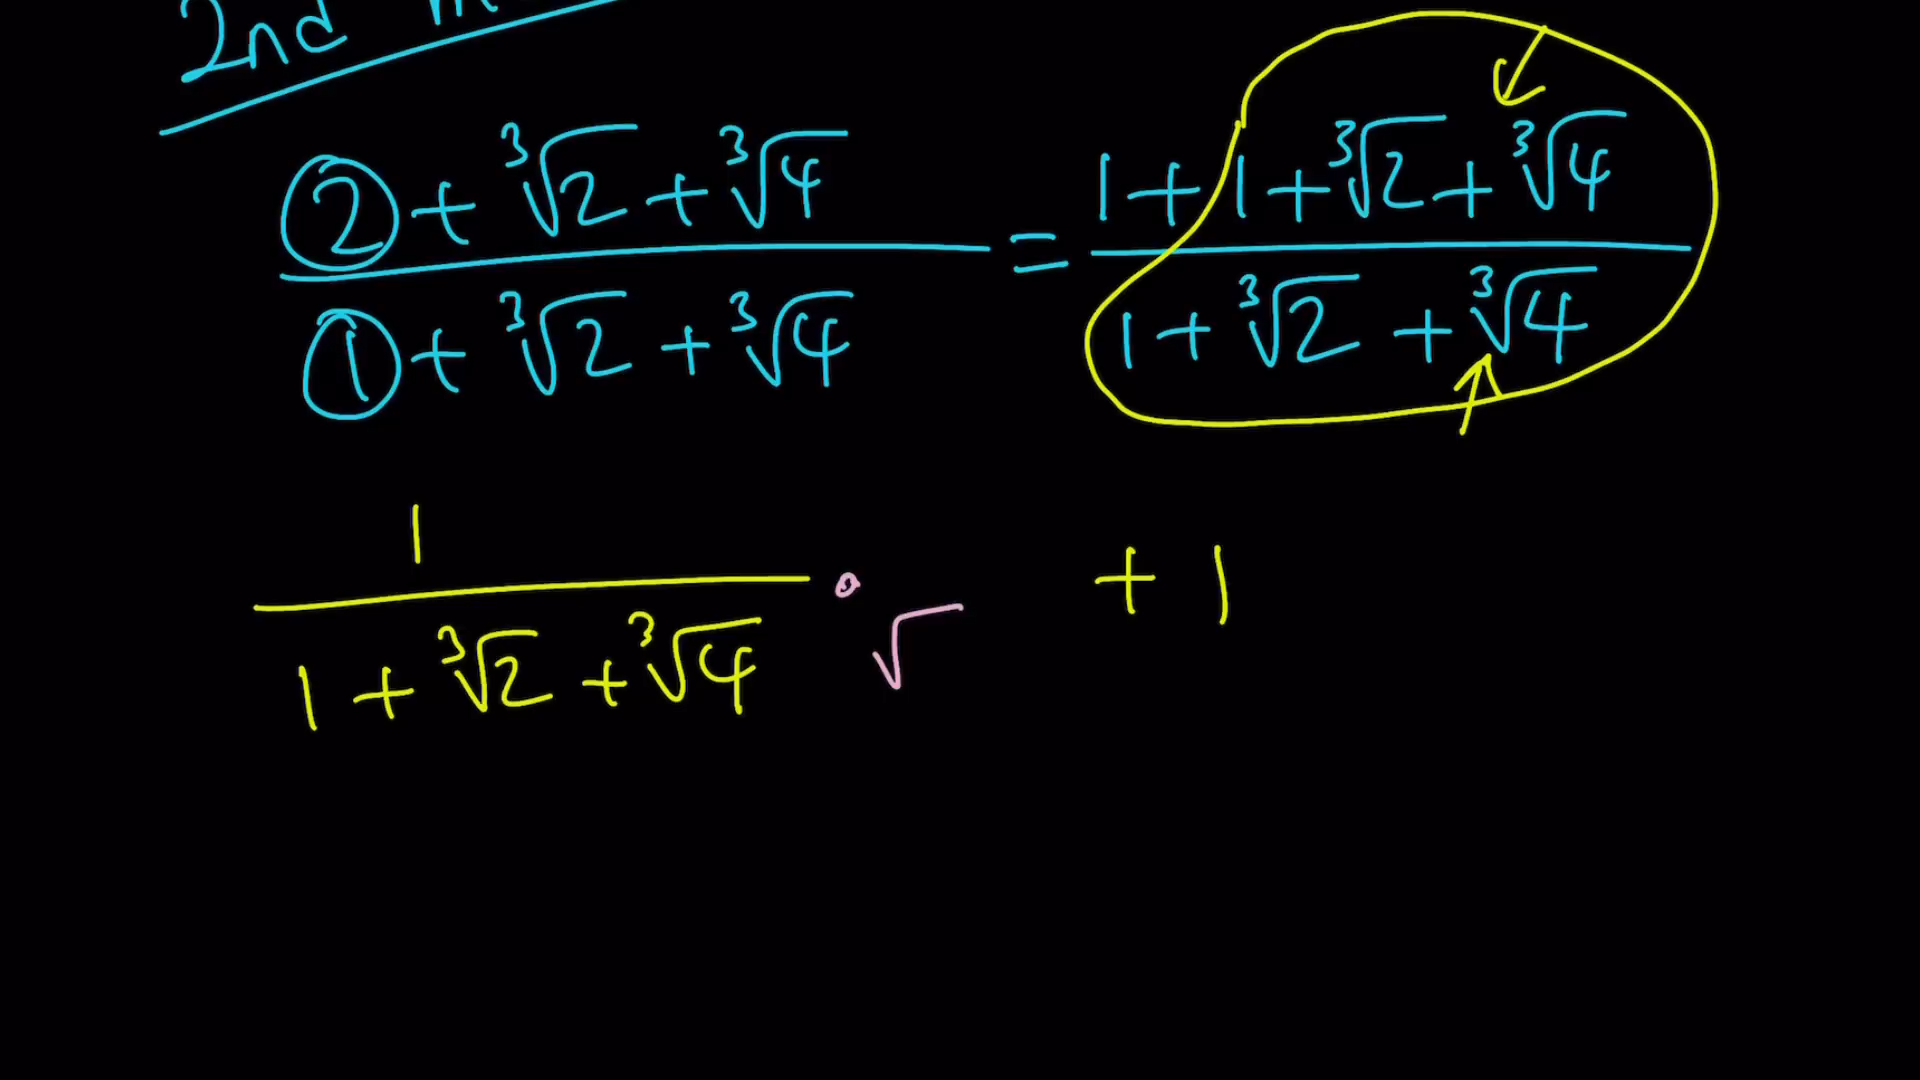 2nd
2 + ∛2 + ∛4 = 1 + 1 + ∛2 + ∛4
1 + ∛2 + ∛4 1 + ∛2 + ∛4
1 · √ + 1
1 + ∛2 + ∛4